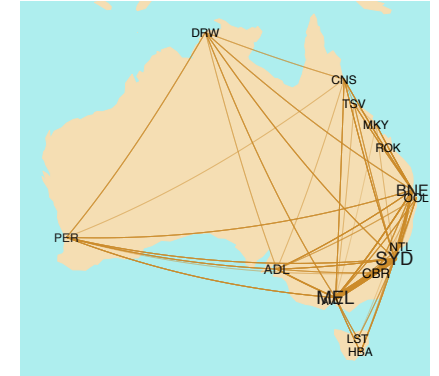 DRW
CNS
TSV
MKY
ROK
BNE
OOL
PER
NTL
SYD
ADL
CBR
MEL
LST
HBA